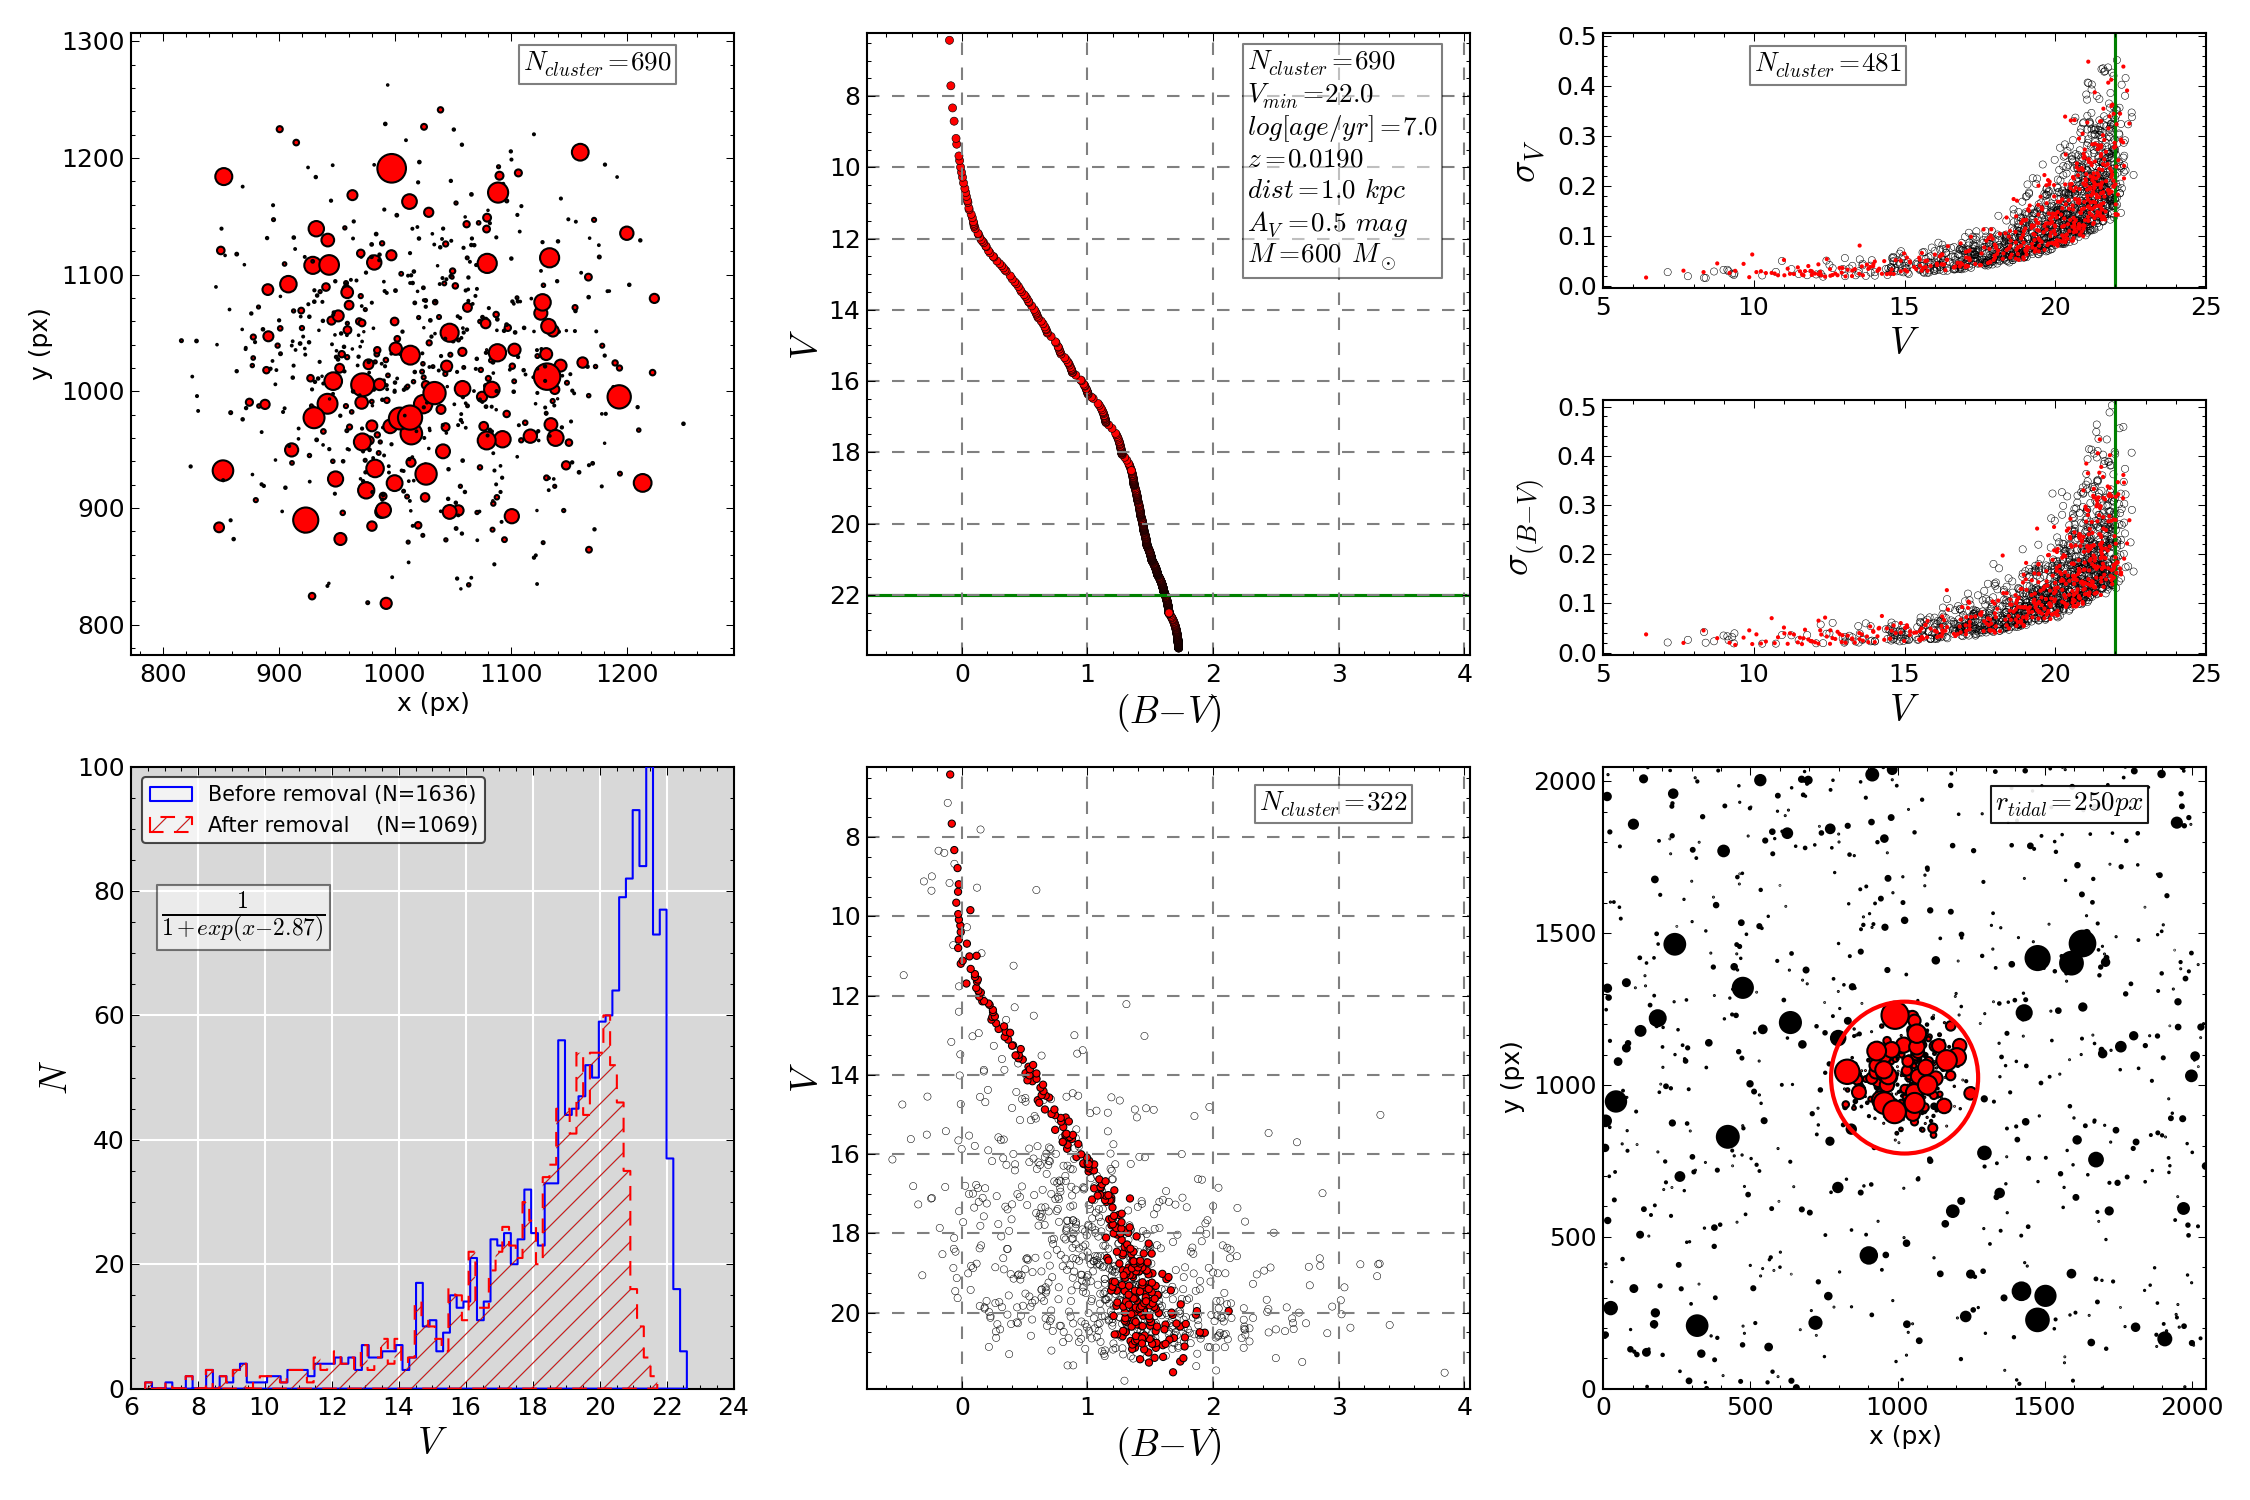 N_cluster=690
1300
1200
1100
1000
900
800
y (px)
800 900 1000 1100 1200
x (px)
N_cluster=690
V_min=22.0
log[age/yr]=7.0
z=0.0190
dist=1.0 kpc
A_V=0.5 mag
M=600 M_⊙
8
10
12
14
16
18
20
22
V
0 1 2 3 4
(B−V)
N_cluster=481
0.5
0.4
0.3
0.2
0.1
0.0
σ_V
5 10 15 20 25
V
0.5
0.4
0.3
0.2
0.1
0.0
σ_(B−V)
5 10 15 20 25
V
Before removal (N=1636)
After removal (N=1069)
1
1+exp(x−2.87)
100
80
60
40
20
0
N
6 8 10 12 14 16 18 20 22 24
V
N_cluster=322
8
10
12
14
16
18
20
V
0 1 2 3 4
(B−V)
r_tidal=250px
2000
1500
1000
500
0
y (px)
0 500 1000 1500 2000
x (px)